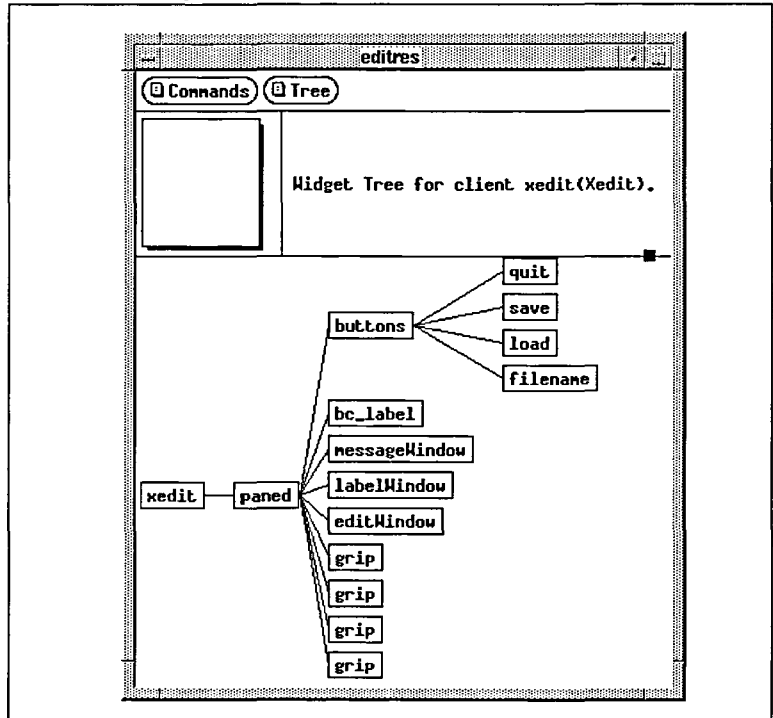 editres
Commands Tree
Widget Tree for client xedit(Xedit).
quit
buttons
save
load
filename
bc_label
messageWindow
xedit paned labelWindow
editWindow
grip
grip
grip
grip